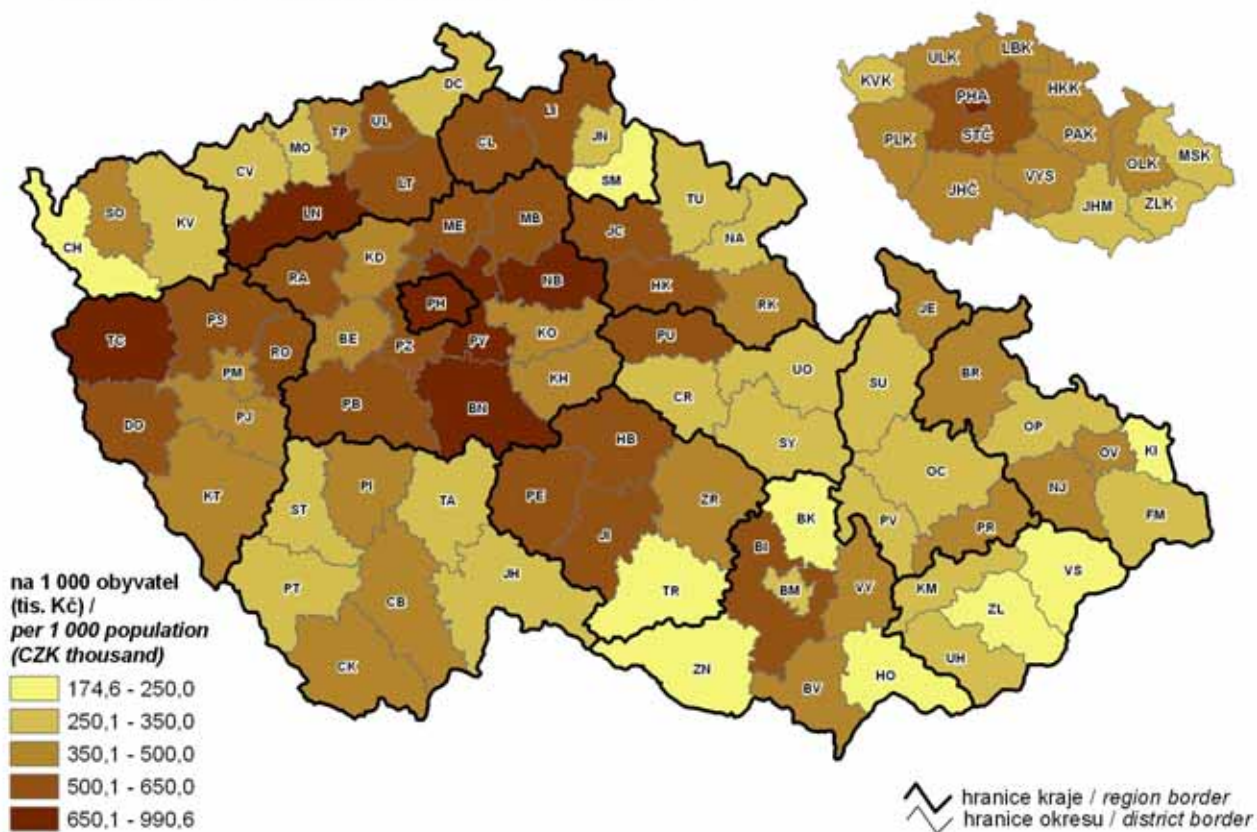 DC
LI
UL
TP
MO
CL
JN
CV
LT
SM
SO
LN
TU
KV
ME
MB
JC
NA
CH
KD
RA
NB
HK
PH
RK
PS
JE
TC
RO
BE
PZ
PY
KO
PU
PM
KH
UO
SU
BR
DO
PJ
PB
BN
CR
OP
HB
SY
OV
KI
KT
ST
PI
TA
PE
ZR
OC
NJ
FM
BK
PV
PR
JI
BI
VS
PT
CB
JH
TR
BM
VY
KM
ZL
CK
ZN
BV
HO
UH
ULK
LBK
KVK
PHA
HKK
STČ
PLK
PAK
OLK
MSK
JHČ
VYS
JHM
ZLK
na 1 000 obyvatel
(tis. Kč) /
per 1 000 population
(CZK thousand)
174,6 - 250,0
250,1 - 350,0
350,1 - 500,0
500,1 - 650,0
650,1 - 990,6
hranice kraje / region border
hranice okresu / district border